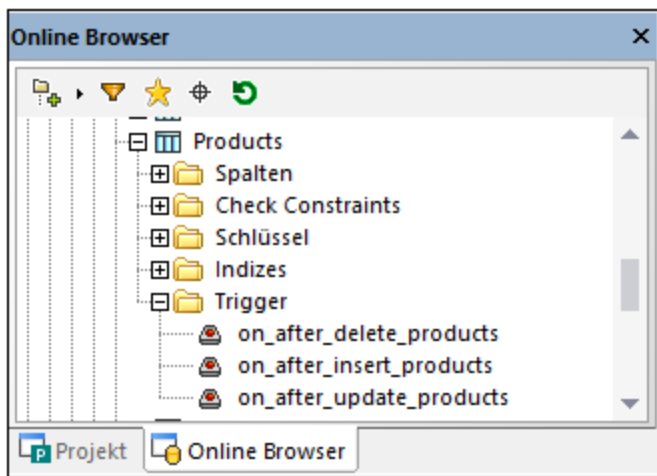 Online Browser
Products
Spalten
Check Constraints
Schlüssel
Indizes
Trigger
on_after_delete_products
on_after_insert_products
on_after_update_products
Projekt Online Browser